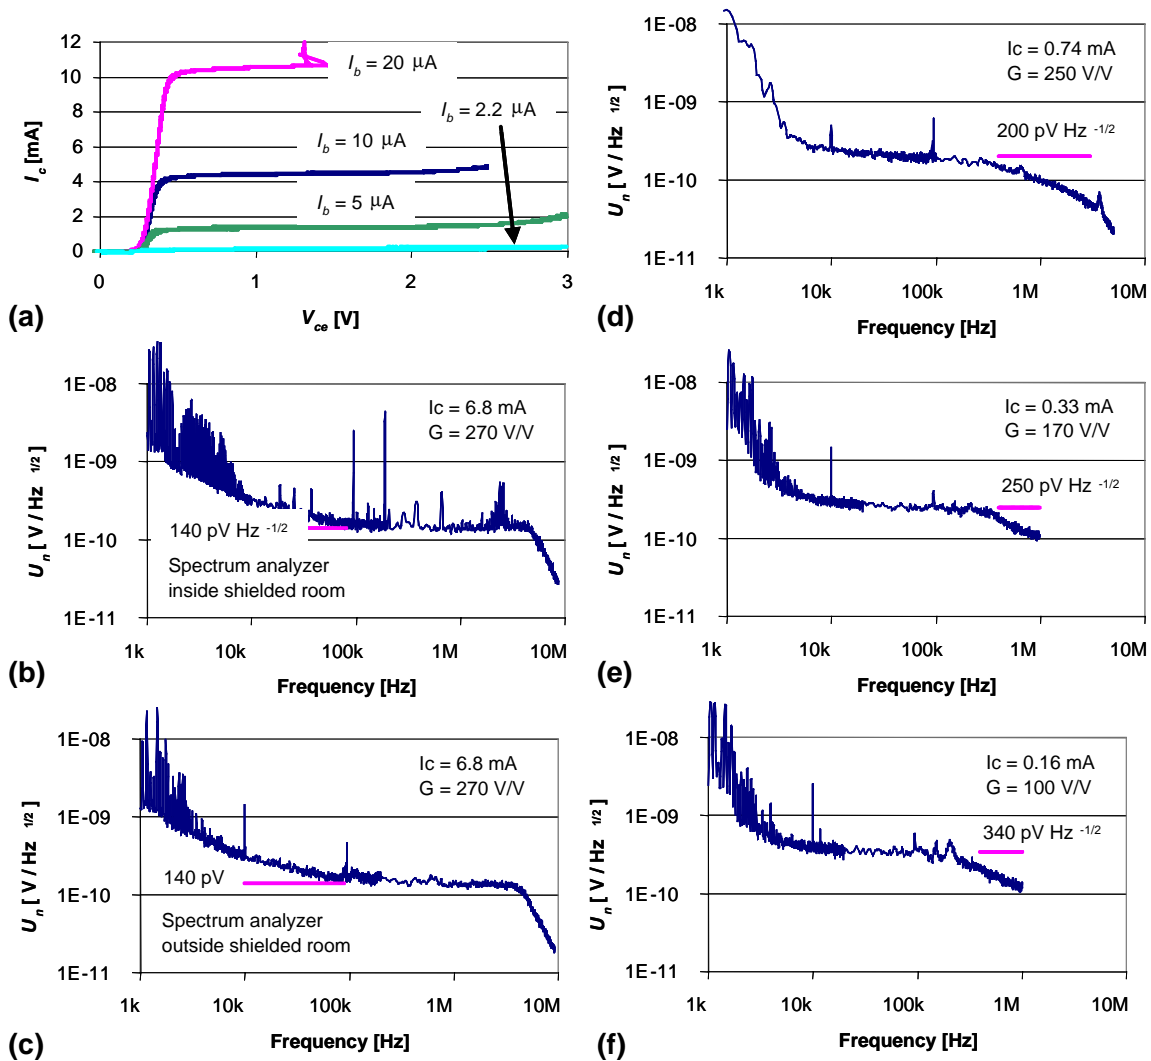 12
10
8
6
4
2
0
I_c [mA]
I_b = 20 μA
I_b = 2.2 μA
I_b = 10 μA
I_b = 5 μA
0
1
2
3
V_ce [V]
(a)
1E-08
1E-09
1E-10
1E-11
U_n [ V / Hz 1/2 ]
Ic = 6.8 mA
G = 270 V/V
140 pV Hz -1/2
Spectrum analyzer
inside shielded room
1k
10k
100k
1M
10M
Frequency [Hz]
(b)
1E-08
1E-09
1E-10
1E-11
U_n [ V / Hz 1/2 ]
Ic = 6.8 mA
G = 270 V/V
140 pV
Spectrum analyzer
outside shielded room
1k
10k
100k
1M
10M
Frequency [Hz]
(c)
1E-08
1E-09
1E-10
1E-11
U_n [ V / Hz 1/2 ]
Ic = 0.74 mA
G = 250 V/V
200 pV Hz -1/2
1k
10k
100k
1M
10M
Frequency [Hz]
(d)
1E-08
1E-09
1E-10
1E-11
U_n [ V / Hz 1/2 ]
Ic = 0.33 mA
G = 170 V/V
250 pV Hz -1/2
1k
10k
100k
1M
10M
Frequency [Hz]
(e)
1E-08
1E-09
1E-10
1E-11
U_n [ V / Hz 1/2 ]
Ic = 0.16 mA
G = 100 V/V
340 pV Hz -1/2
1k
10k
100k
1M
10M
Frequency [Hz]
(f)